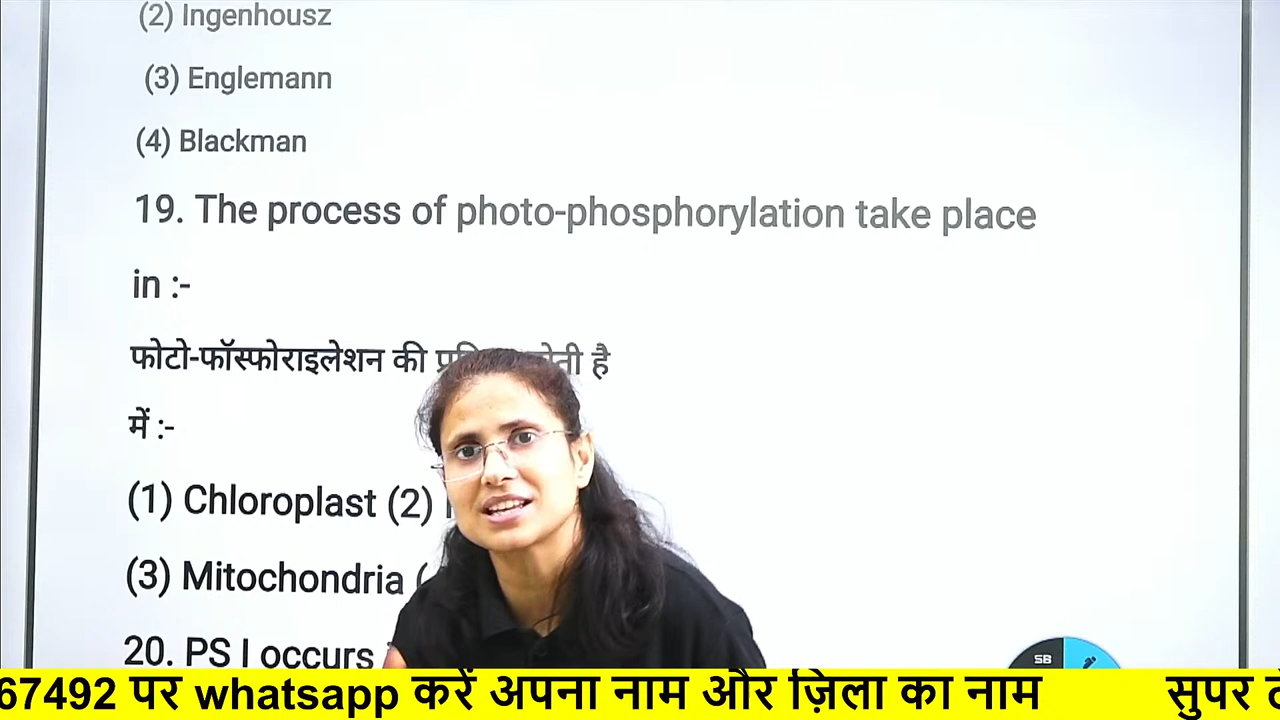 (2) Ingenhousz
(3) Englemann
(4) Blackman
19. The process of photo-phosphorylation take place
in :-
फोटो-फॉस्फोराइलेशन की है
में :-
(1) Chloroplast (2)
(3) Mitochondria (
20. PS I occurs
SB
67492 पर whatsapp करें अपना नाम और ज़िला का नाम सुपर